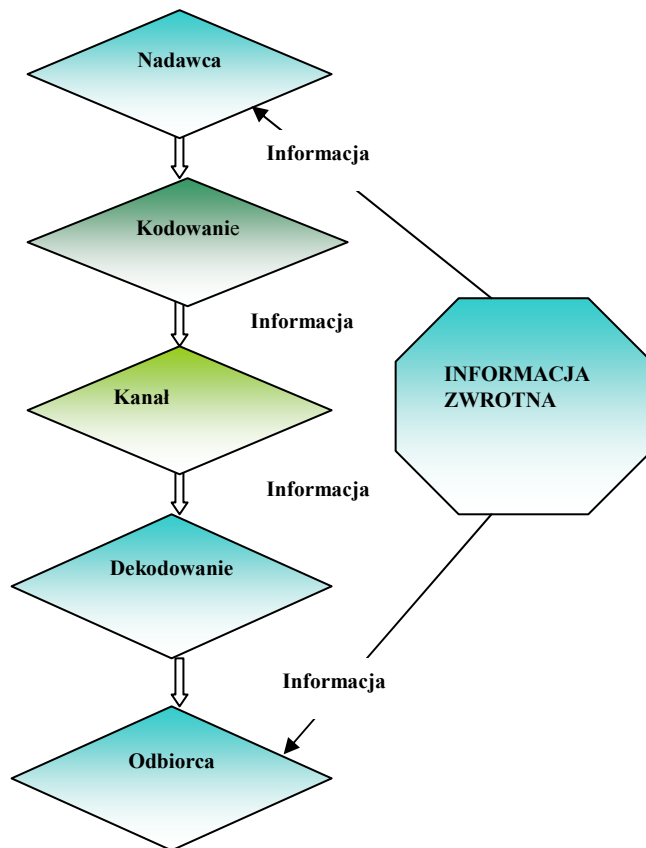 Nadawca
Informacja
Kodowanie
Informacja
INFORMACJA
ZWROTNA
Kanał
Informacja
Dekodowanie
Informacja
Odbiorca